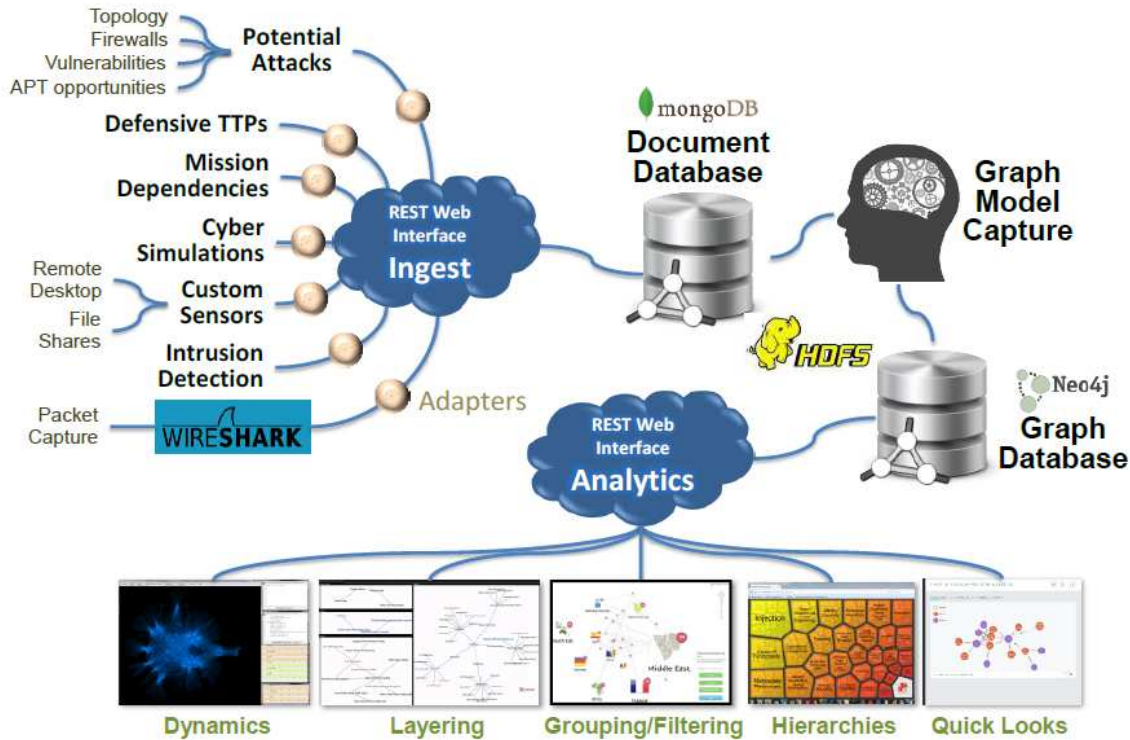 Topology
Firewalls
Vulnerabilities
APT opportunities
Potential
Attacks
Defensive TTPs
Mission
Dependencies
Cyber
Simulations
Remote
Desktop
File
Shares
Custom
Sensors
Intrusion
Detection
Packet
Capture
WIRESHARK
Adapters
REST Web
Interface
Ingest
mongoDB
Document
Database
Graph
Model
Capture
HDFS
Neo4j
Graph
Database
REST Web
Interface
Analytics
Middle East
Injection
Dynamics
Layering
Grouping/Filtering
Hierarchies
Quick Looks